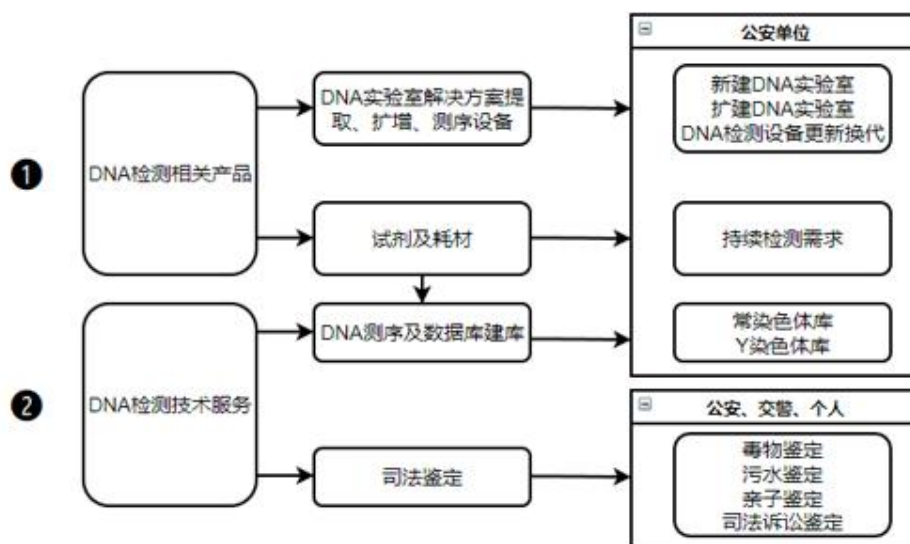 公安单位
DNA实验室解决方案提
取、扩增、测序设备
新建DNA实验室
扩建DNA实验室
DNA检测设备更新换代
❶
DNA检测相关产品
试剂及耗材
持续检测需求
DNA测序及数据库建库
常染色体库
Y染色体库
❷
DNA检测技术服务
公安、交警、个人
司法鉴定
毒物鉴定
污水鉴定
亲子鉴定
司法诉讼鉴定